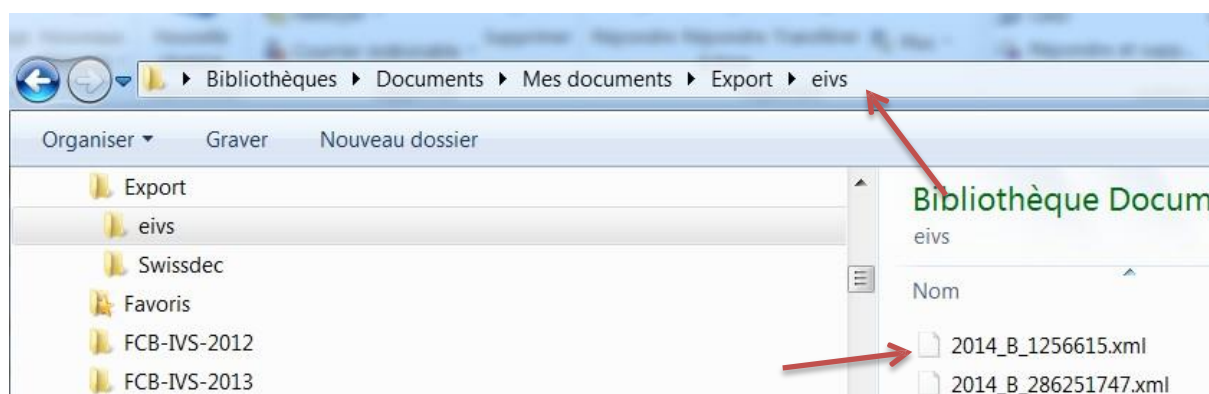 Bibliothèques Documents Mes documents Export eivs
Organiser Graver Nouveau dossier
Export
eivs
Swissdec
Favoris
FCB-IVS-2012
FCB-IVS-2013
Bibliothèque Docum
eivs
Nom
2014_B_1256615.xml
2014_B_286251747.xml